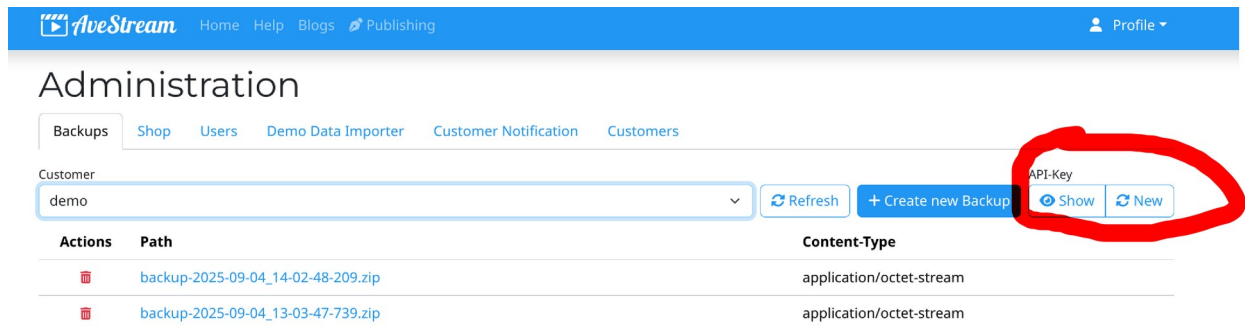 AveStream Home Help Blogs Publishing Profile
Administration
Backups Shop Users Demo Data Importer Customer Notification Customers
Customer API-Key
demo Refresh + Create new Backup Show New
Actions Path Content-Type
backup-2025-09-04_14-02-48-209.zip application/octet-stream
backup-2025-09-04_13-03-47-739.zip application/octet-stream